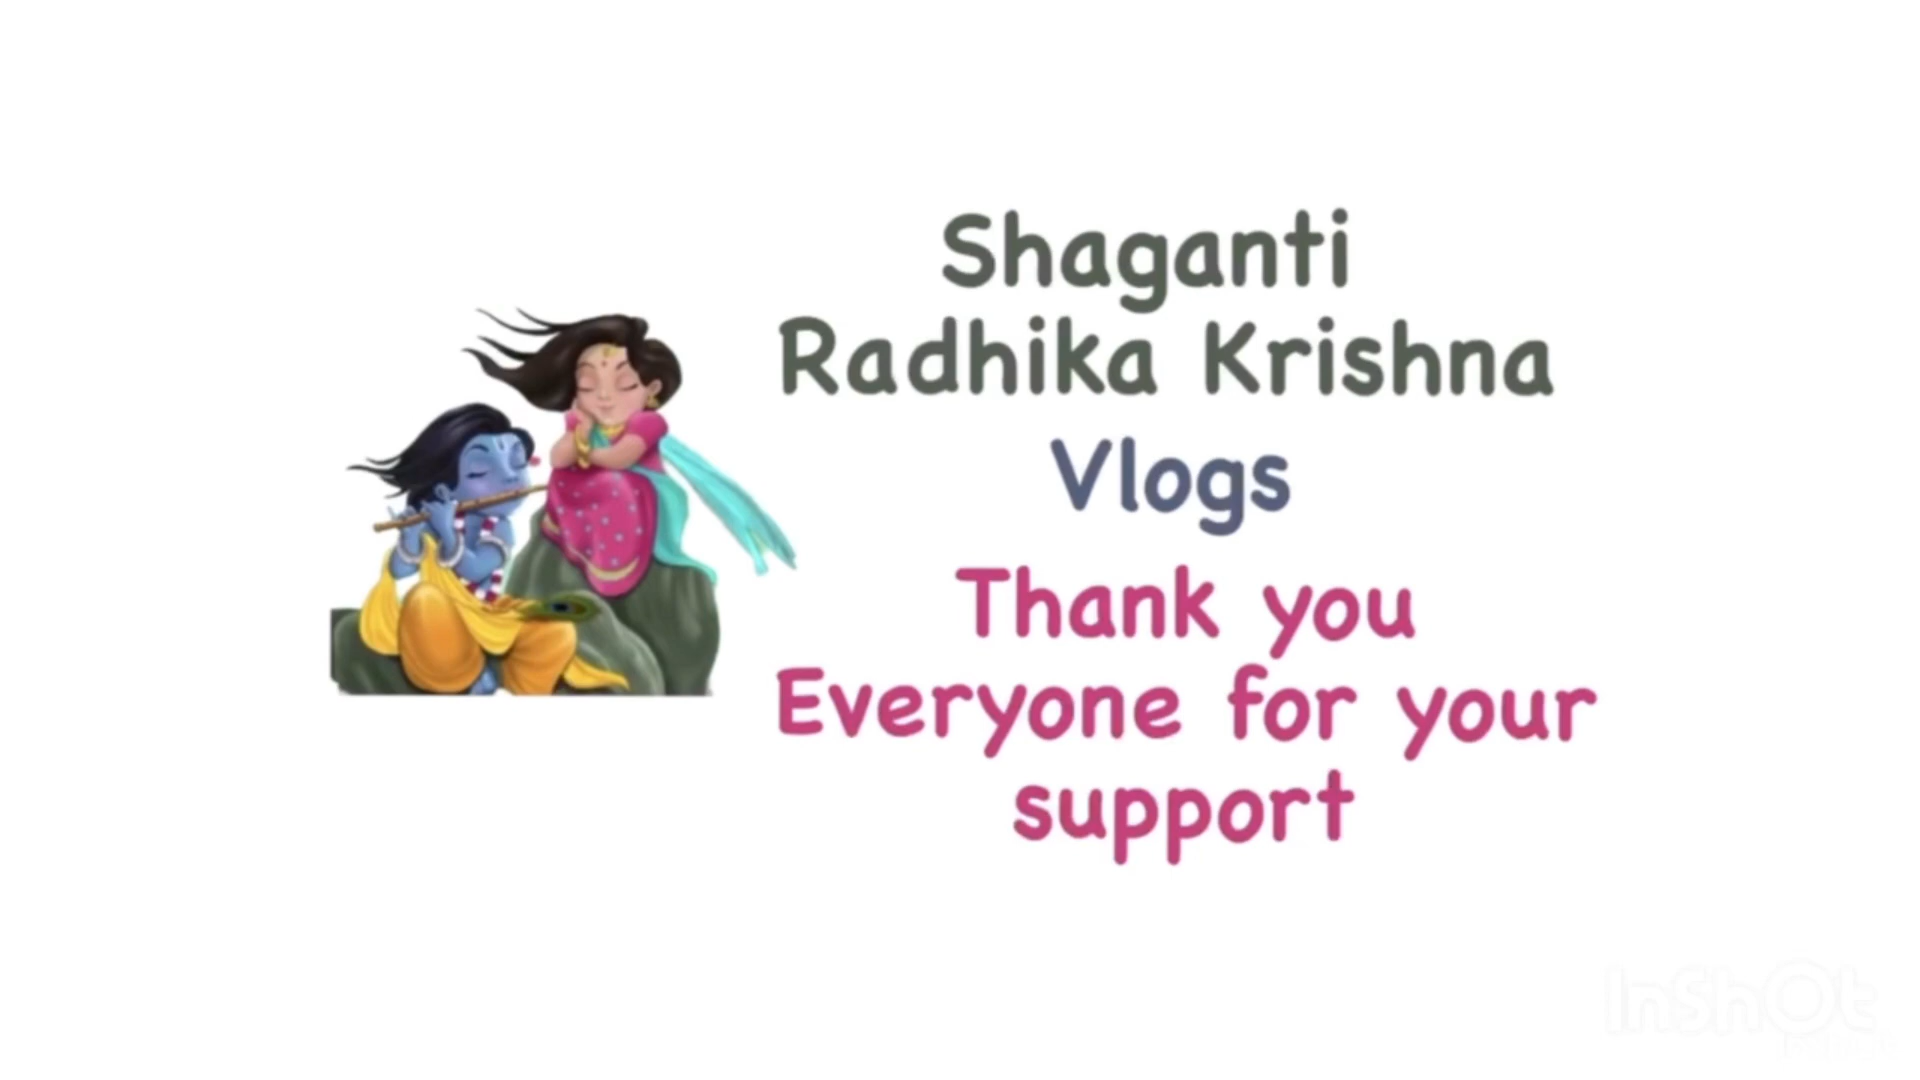 Shaganti
Radhika Krishna
Vlogs
Thank you
Everyone for your
support
InShOt